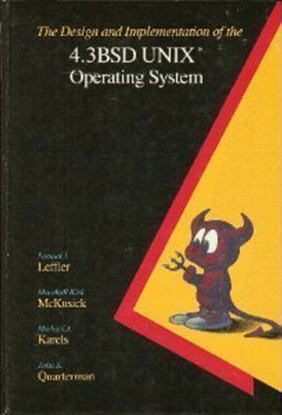 The Design and Implementation of the
4.3BSD UNIX®
Operating System
Samuel J.
Leffler
Marshall Kirk
McKusick
Michael J.
Karels
John S.
Quarterman